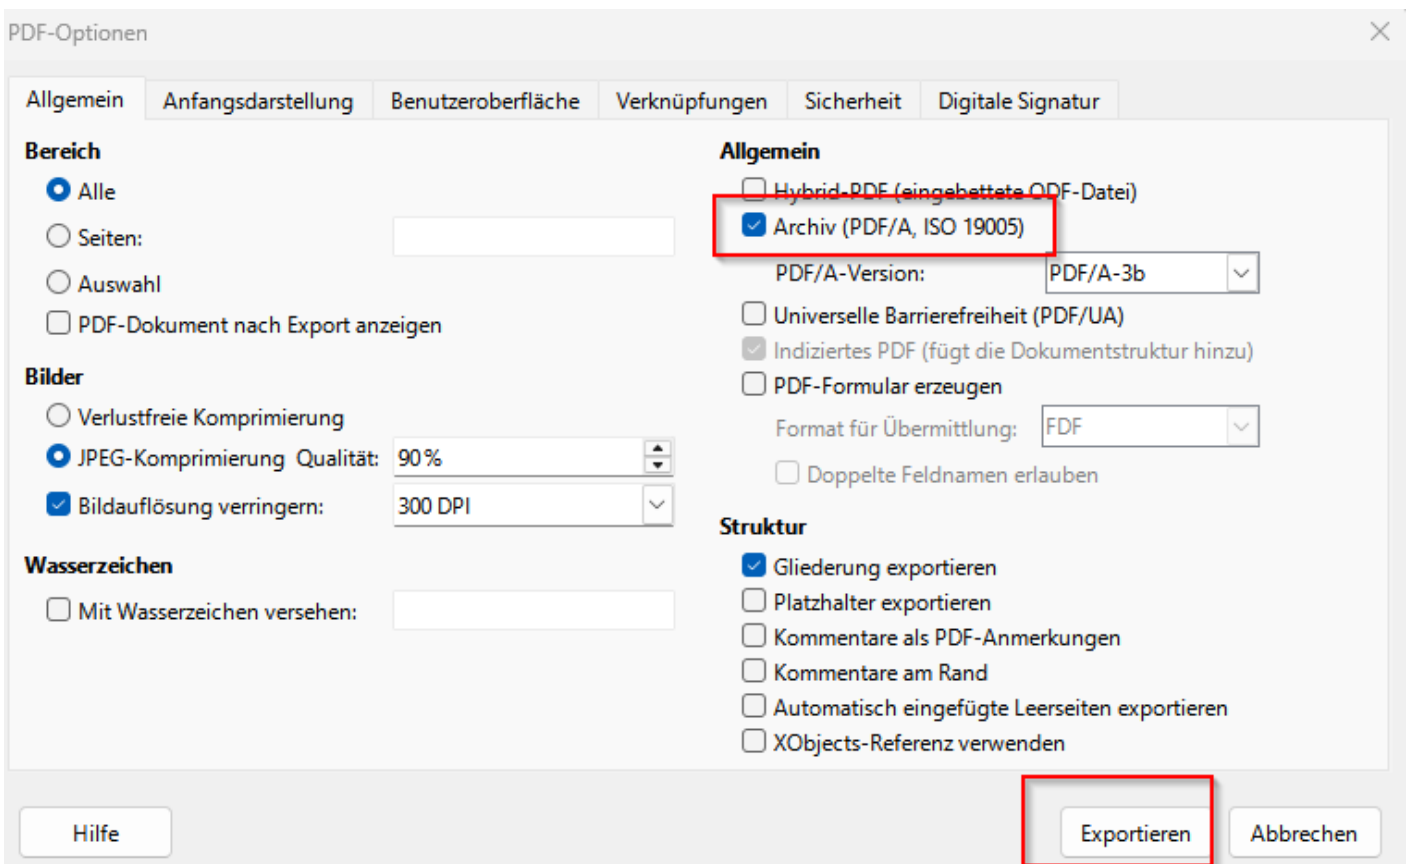 PDF-Optionen
Allgemein
Anfangsdarstellung
Benutzeroberfläche
Verknüpfungen
Sicherheit
Digitale Signatur
Bereich
Alle
Seiten:
Auswahl
PDF-Dokument nach Export anzeigen
Bilder
Verlustfreie Komprimierung
JPEG-Komprimierung Qualität: 90%
Bildauflösung verringern: 300 DPI
Wasserzeichen
Mit Wasserzeichen versehen:
Allgemein
Hybrid-PDF (eingebettete ODF-Datei)
Archiv (PDF/A, ISO 19005)
PDF/A-Version: PDF/A-3b
Universelle Barrierefreiheit (PDF/UA)
Indiziertes PDF (fügt die Dokumentstruktur hinzu)
PDF-Formular erzeugen
Format für Übermittlung: FDF
Doppelte Feldnamen erlauben
Struktur
Gliederung exportieren
Platzhalter exportieren
Kommentare als PDF-Anmerkungen
Kommentare am Rand
Automatisch eingefügte Leerseiten exportieren
XObjects-Referenz verwenden
Hilfe
Exportieren
Abbrechen